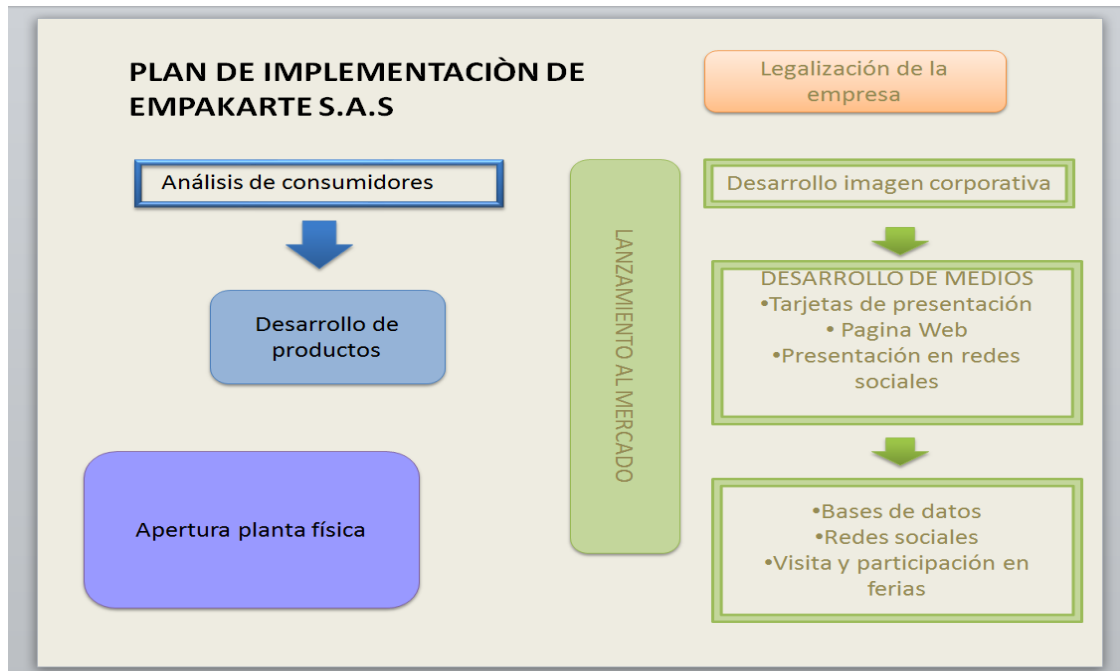 PLAN DE IMPLEMENTACIÒN DE
EMPAKARTE S.A.S
Legalización de la
empresa
Análisis de consumidores
Desarrollo de
productos
Apertura planta física
LANZAMIENTO AL MERCADO
Desarrollo imagen corporativa
DESARROLLO DE MEDIOS
•Tarjetas de presentación
• Pagina Web
•Presentación en redes
sociales
•Bases de datos
•Redes sociales
•Visita y participación en
ferias